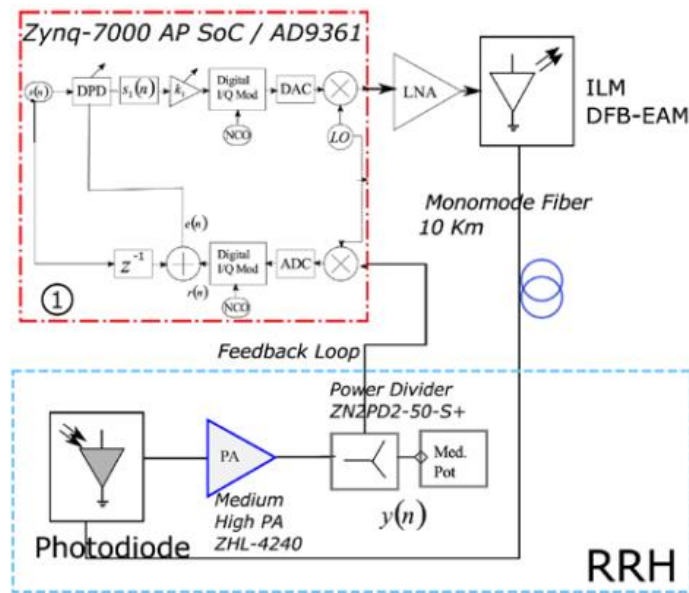 Zynq-7000 AP SoC / AD9361
DPD
s₁(n)
k₁
Digital
I/Q Mod
DAC
NCO
LO
LNA
ILM
DFB-EAM
Monomode Fiber
10 Km
e(n)
z⁻¹
+
r(n)
Digital
I/Q Mod
ADC
NCO
1
Feedback Loop
Power Divider
ZN2PD2-50-S+
PA
Med.
Pot
y(n)
Medium
High PA
ZHL-4240
Photodiode
RRH